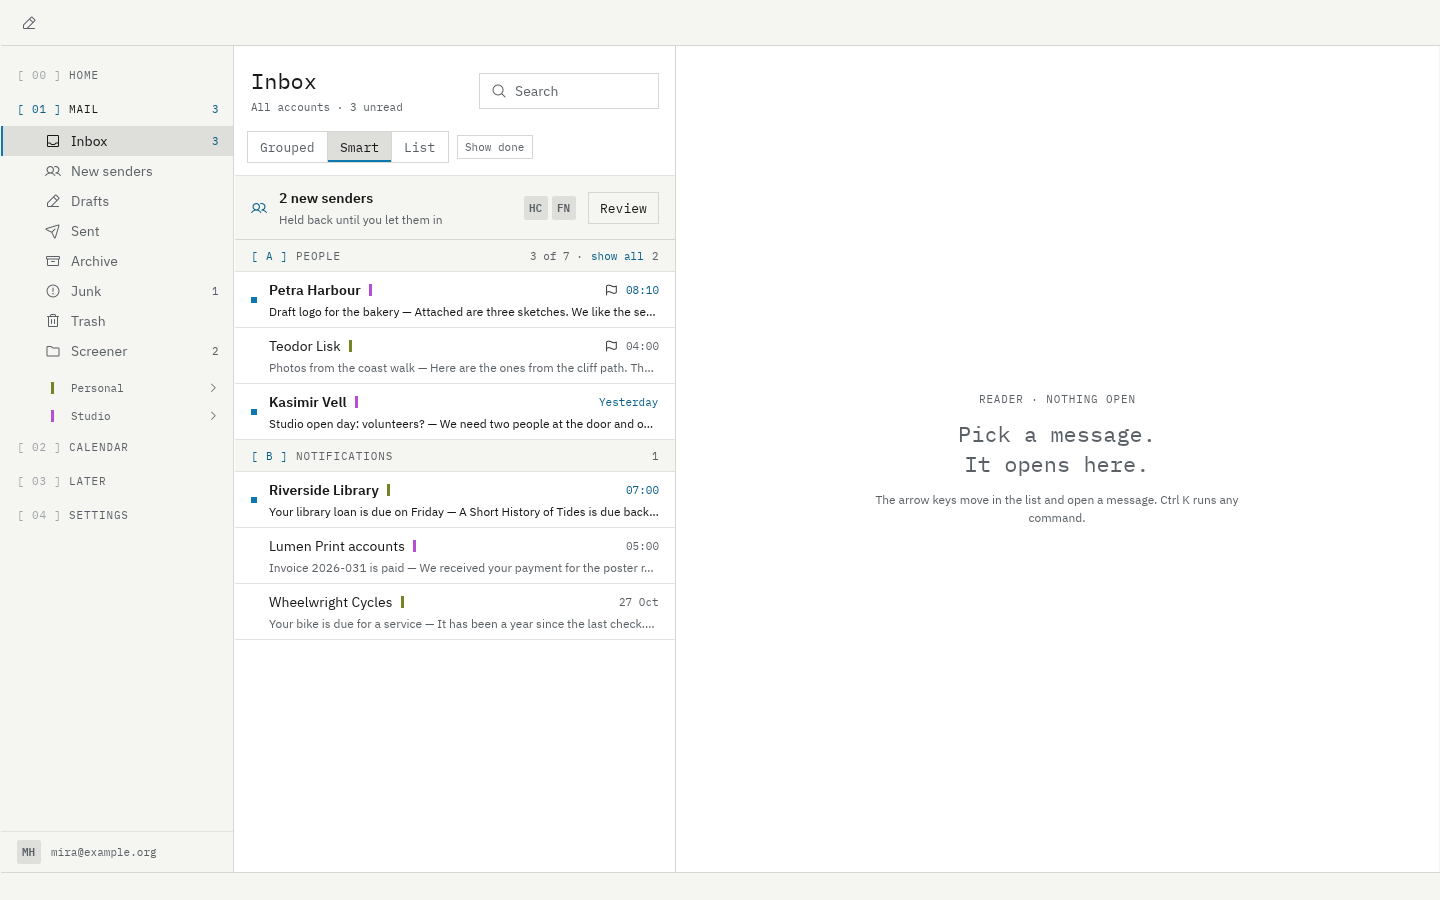 [ 00 ] HOME
[ 01 ] MAIL 3
Inbox 3
New senders
Drafts
Sent
Archive
Junk 1
Trash
Screener 2
Personal
Studio
[ 02 ] CALENDAR
[ 03 ] LATER
[ 04 ] SETTINGS
MH mira@example.org
Inbox
All accounts · 3 unread
Search
Grouped Smart List Show done
2 new senders
Held back until you let them in
HC FN Review
[ A ] PEOPLE 3 of 7 · show all 2
Petra Harbour 08:10
Draft logo for the bakery — Attached are three sketches. We like the se…
Teodor Lisk 04:00
Photos from the coast walk — Here are the ones from the cliff path. Th…
Kasimir Vell Yesterday
Studio open day: volunteers? — We need two people at the door and o…
[ B ] NOTIFICATIONS 1
Riverside Library 07:00
Your library loan is due on Friday — A Short History of Tides is due back…
Lumen Print accounts 05:00
Invoice 2026-031 is paid — We received your payment for the poster r…
Wheelwright Cycles 27 Oct
Your bike is due for a service — It has been a year since the last check.…
READER · NOTHING OPEN
Pick a message.
It opens here.
The arrow keys move in the list and open a message. Ctrl K runs any
command.